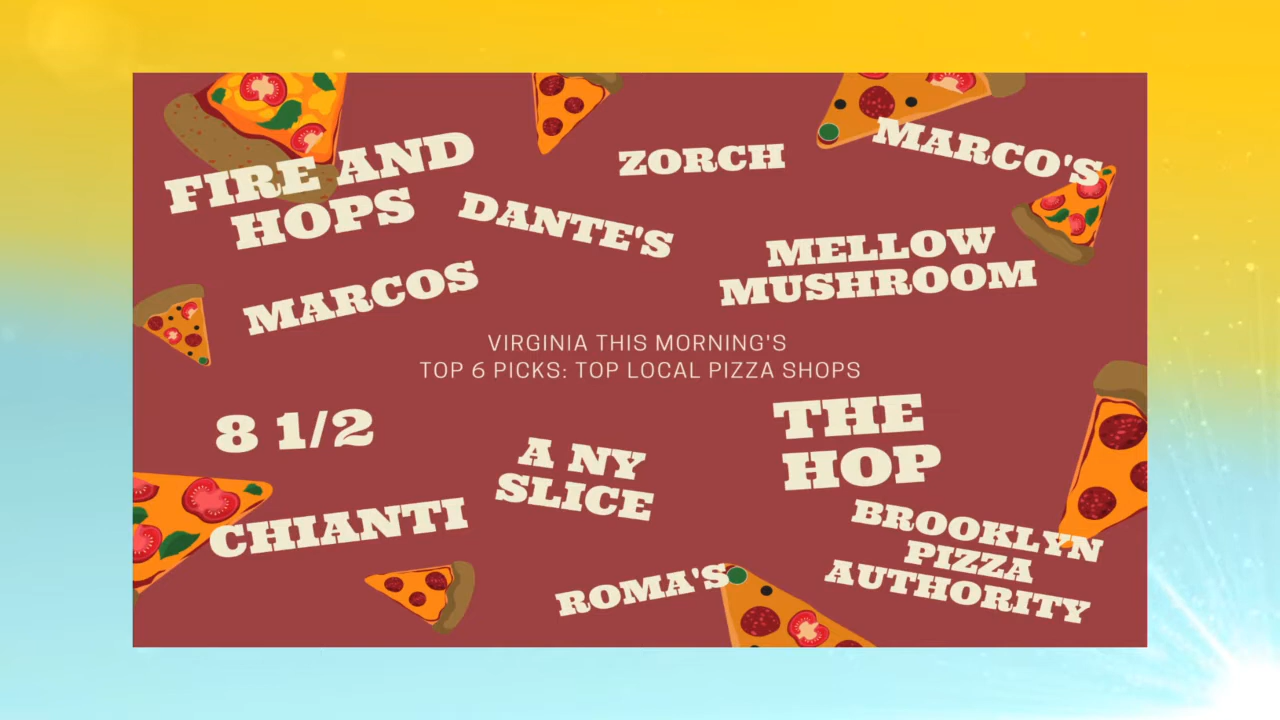 FIRE AND
HOPS
ZORCH
MARCO'S
DANTE'S
MELLOW
MUSHROOM
MARCOS
VIRGINIA THIS MORNING'S
TOP 6 PICKS: TOP LOCAL PIZZA SHOPS
8 1/2
A NY
SLICE
THE
HOP
CHIANTI
BROOKLYN
PIZZA
AUTHORITY
ROMA'S